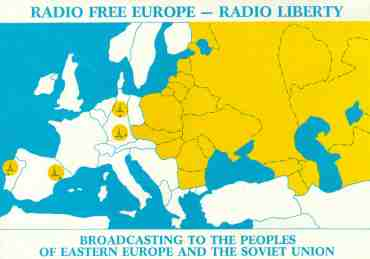 RADIO FREE EUROPE — RADIO LIBERTY
BROADCASTING TO THE PEOPLES
OF EASTERN EUROPE AND THE SOVIET UNION